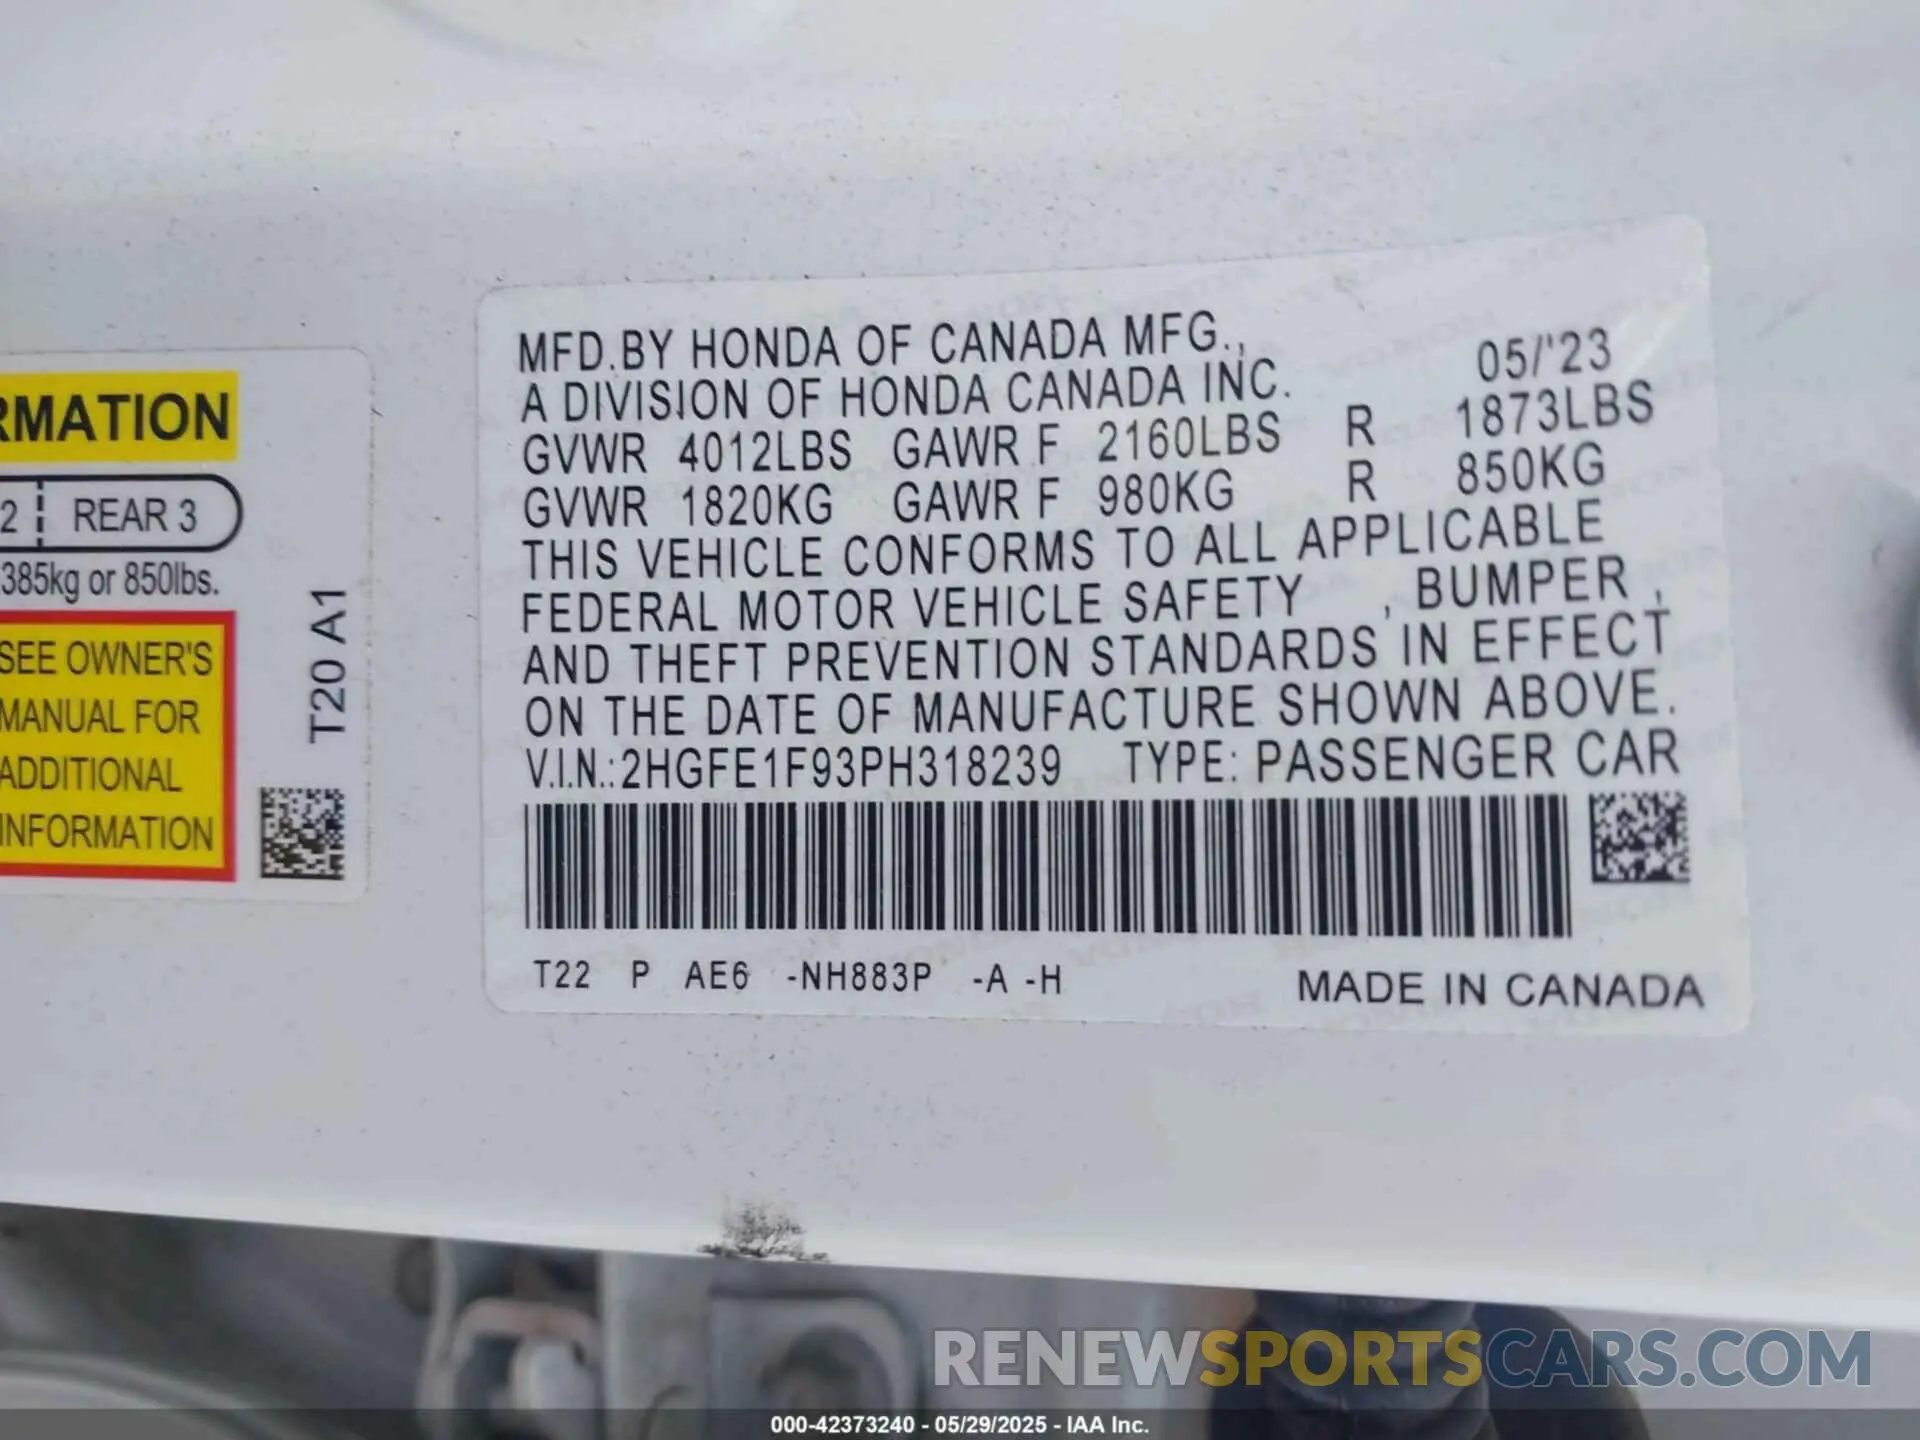 RMATION
2 REAR 3
385kg or 850lbs.
SEE OWNER'S
MANUAL FOR
ADDITIONAL
INFORMATION
T20 A1
MFD.BY HONDA OF CANADA MFG., 05/'23
A DIVISION OF HONDA CANADA INC.
GVWR 4012LBS GAWR F 2160LBS R 1873LBS
GVWR 1820KG GAWR F 980KG R 850KG
THIS VEHICLE CONFORMS TO ALL APPLICABLE
FEDERAL MOTOR VEHICLE SAFETY , BUMPER ,
AND THEFT PREVENTION STANDARDS IN EFFECT
ON THE DATE OF MANUFACTURE SHOWN ABOVE.
V.I.N.:2HGFE1F93PH318239 TYPE: PASSENGER CAR
T22 P AE6 -NH883P -A -H MADE IN CANADA
RENEWSPORTSCARS.COM
000-42373240 - 05/29/2025 - IAA Inc.